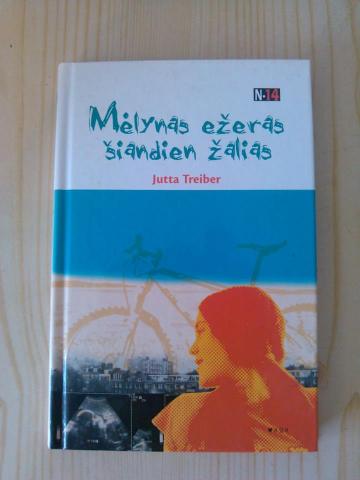 N-14
Mėlynas ežeras
šiandien žalias
Jutta Treiber